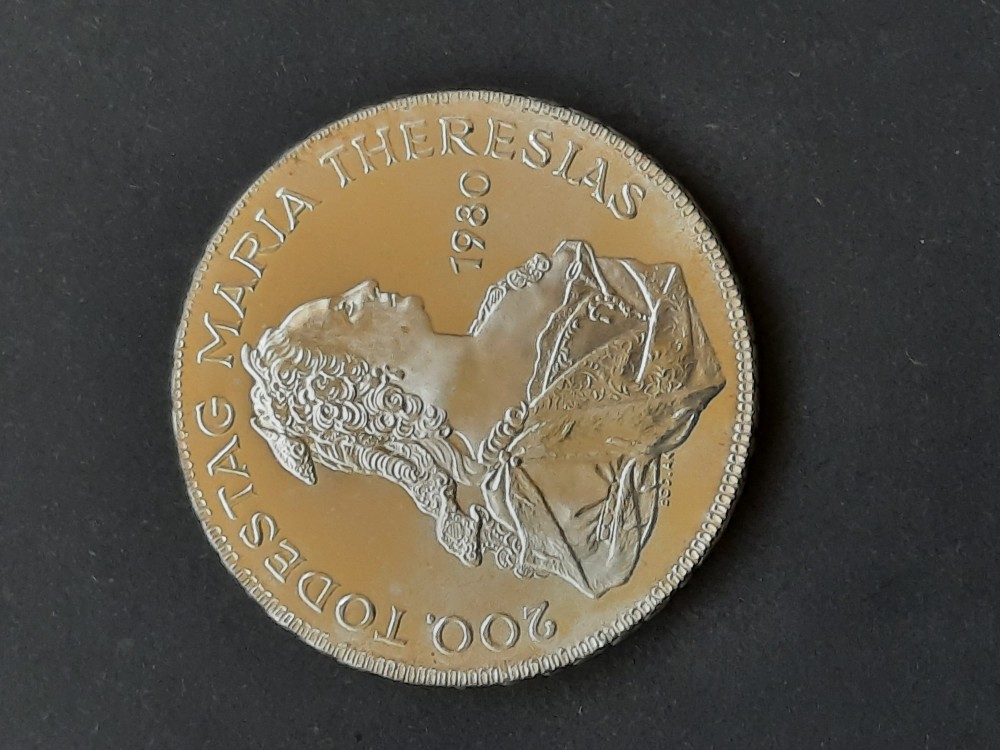 200. TODESTAG MARIA THERESIAS
1980